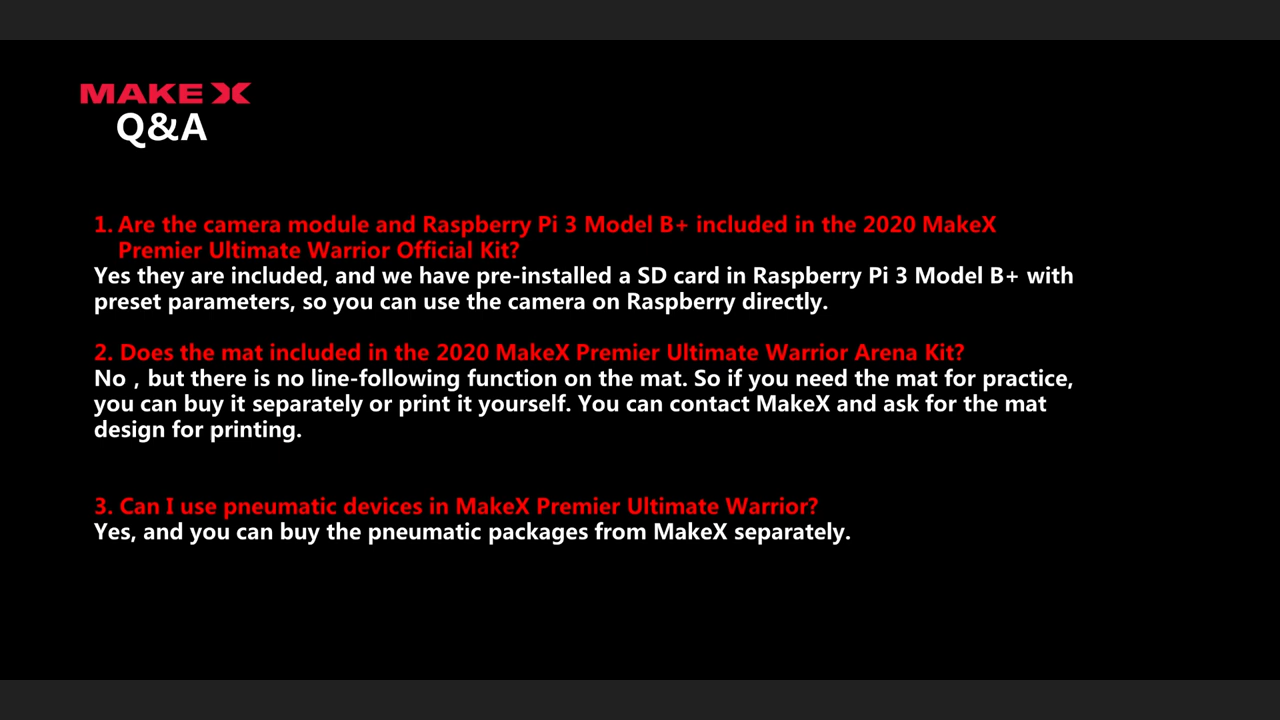 MAKE X
Q&A
1. Are the camera module and Raspberry Pi 3 Model B+ included in the 2020 MakeX
Premier Ultimate Warrior Official Kit?
Yes they are included, and we have pre-installed a SD card in Raspberry Pi 3 Model B+ with
preset parameters, so you can use the camera on Raspberry directly.
2. Does the mat included in the 2020 MakeX Premier Ultimate Warrior Arena Kit?
No , but there is no line-following function on the mat. So if you need the mat for practice,
you can buy it separately or print it yourself. You can contact MakeX and ask for the mat
design for printing.
3. Can I use pneumatic devices in MakeX Premier Ultimate Warrior?
Yes, and you can buy the pneumatic packages from MakeX separately.